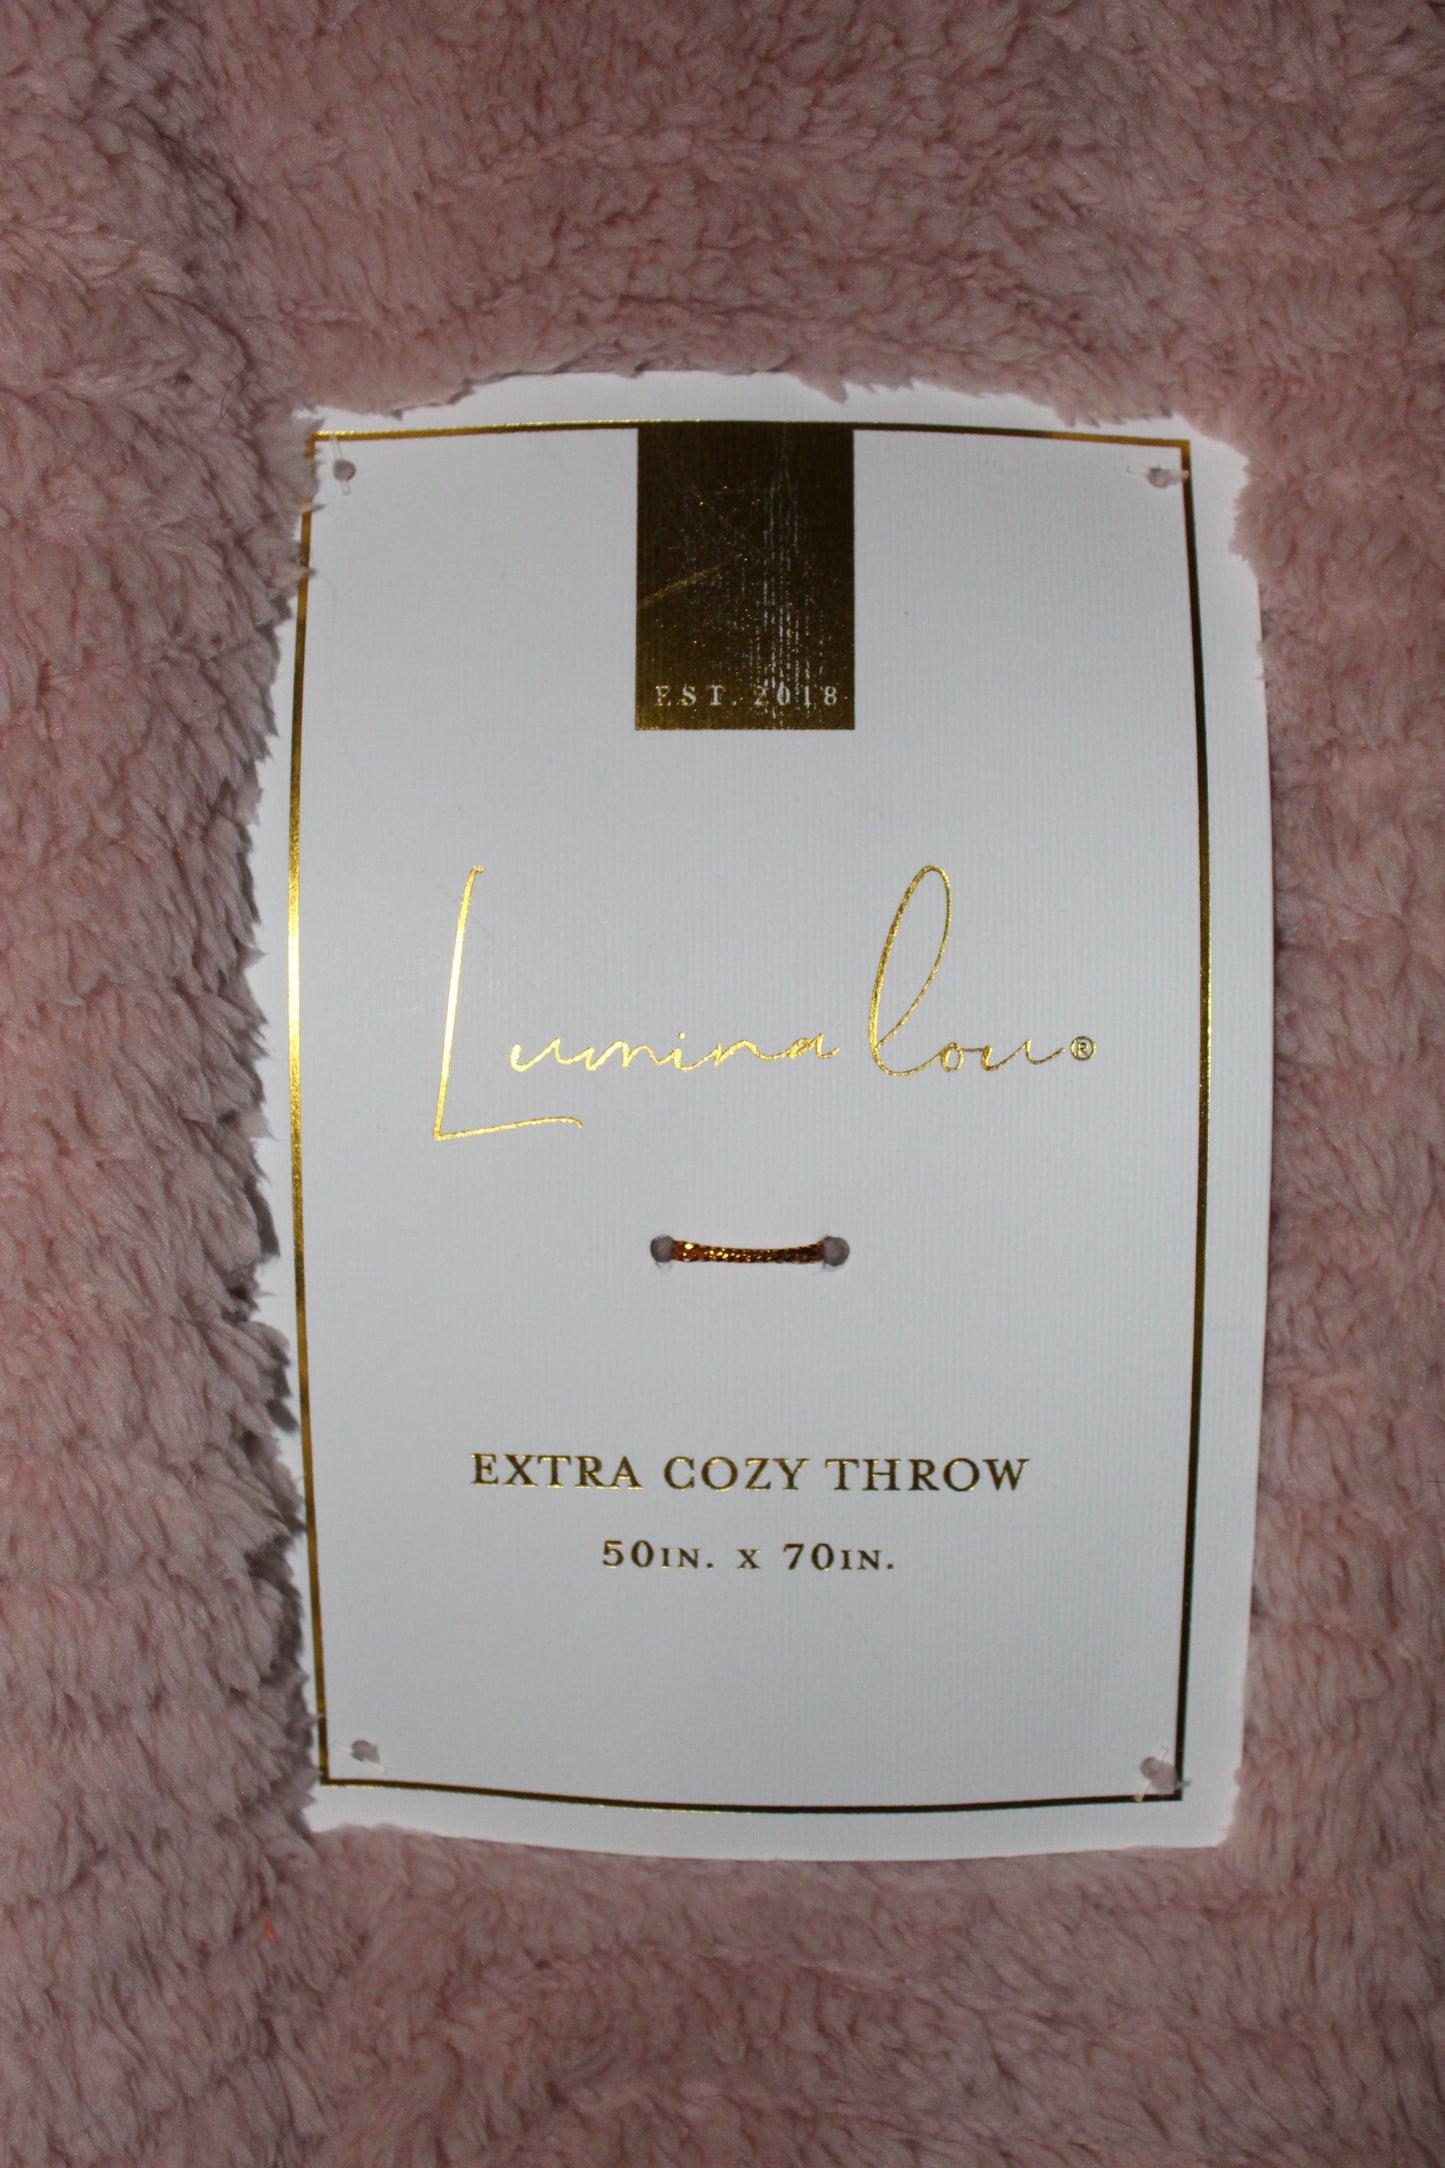 EST. 2018
Lumina Lou®
EXTRA COZY THROW
50IN. X 70IN.